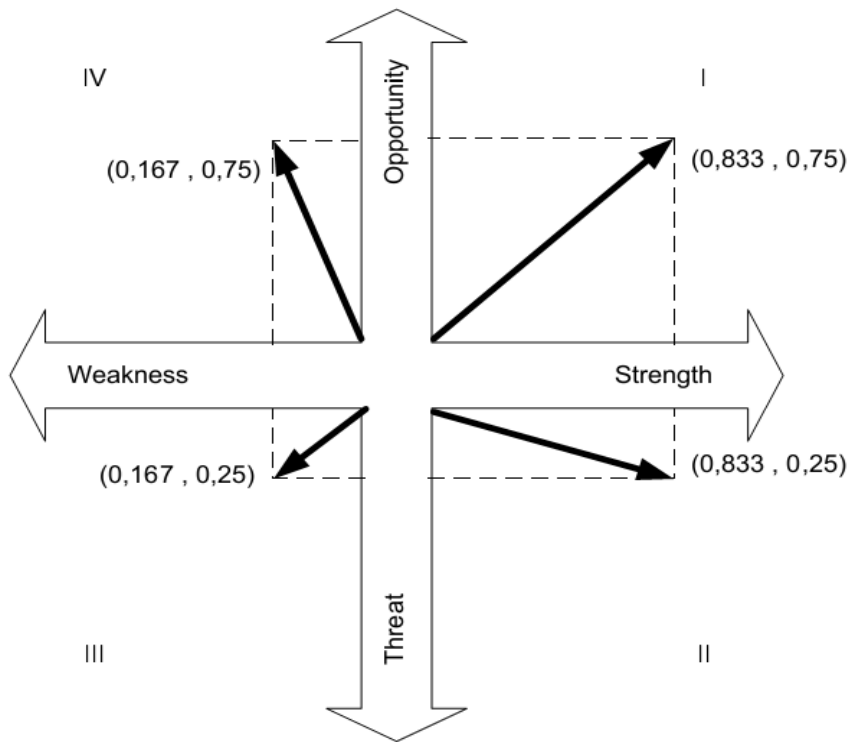 IV
I
Opportunity
(0,167 , 0,75)
(0,833 , 0,75)
Weakness
Strength
(0,167 , 0,25)
(0,833 , 0,25)
Threat
III
II